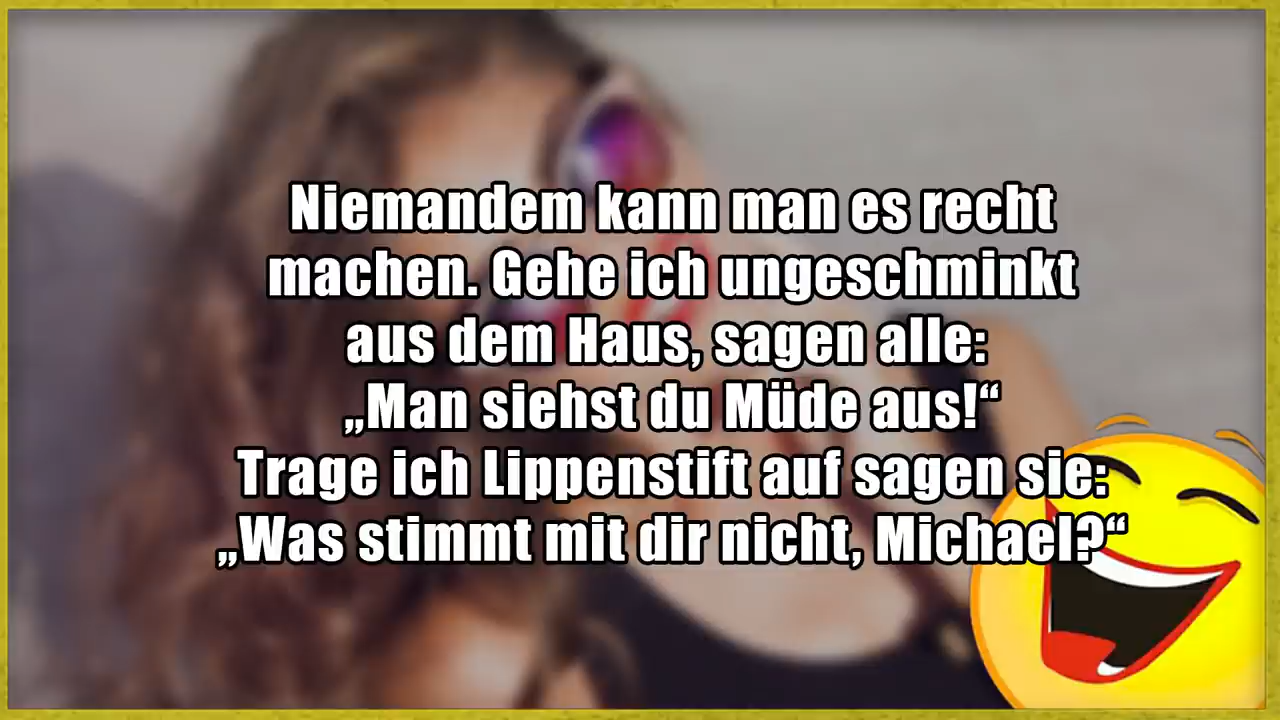 Niemandem kann man es recht
machen. Gehe ich ungeschminkt
aus dem Haus, sagen alle:
„Man siehst du Müde aus!“
Trage ich Lippenstift auf sagen sie:
„Was stimmt mit dir nicht, Michael?“